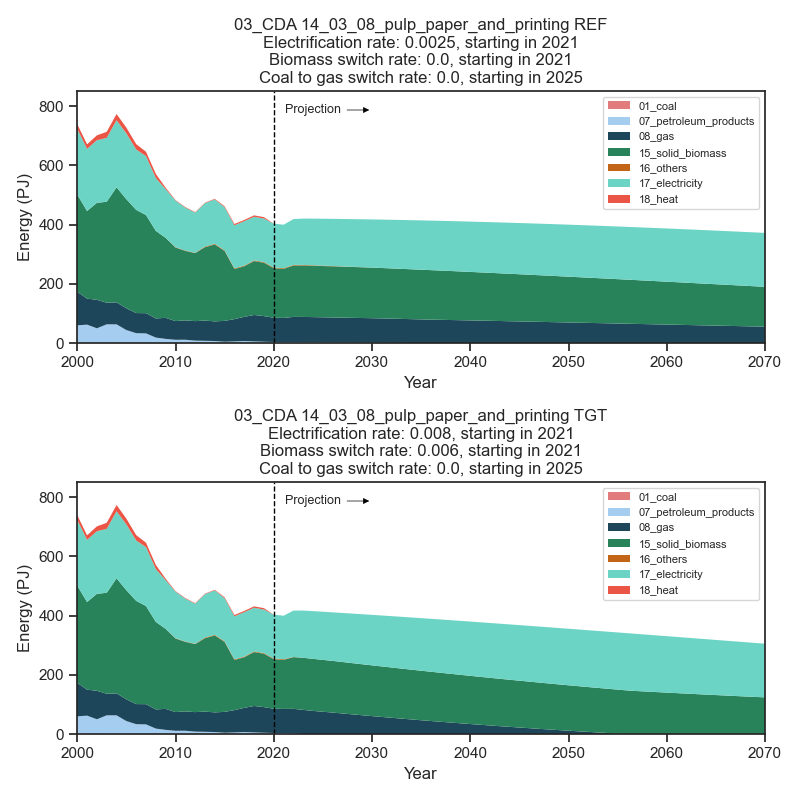 03_CDA 14_03_08_pulp_paper_and_printing REF
Electrification rate: 0.0025, starting in 2021
Biomass switch rate: 0.0, starting in 2021
Coal to gas switch rate: 0.0, starting in 2025
800
600
400
200
0
Energy (PJ)
Projection
01_coal
07_petroleum_products
08_gas
15_solid_biomass
16_others
17_electricity
18_heat
2000 2010 2020 2030 2040 2050 2060 2070
Year
03_CDA 14_03_08_pulp_paper_and_printing TGT
Electrification rate: 0.008, starting in 2021
Biomass switch rate: 0.006, starting in 2021
Coal to gas switch rate: 0.0, starting in 2025
800
600
400
200
0
Energy (PJ)
Projection
01_coal
07_petroleum_products
08_gas
15_solid_biomass
16_others
17_electricity
18_heat
2000 2010 2020 2030 2040 2050 2060 2070
Year